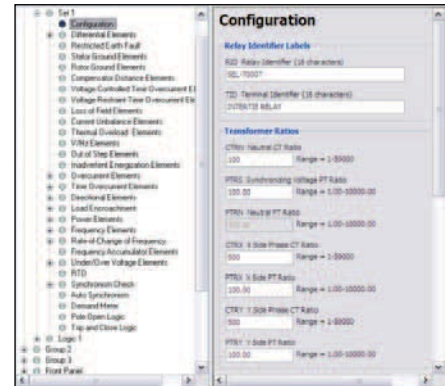 Set 1
Configuration
Differential Elements
Restricted Earth Fault
Stator Ground Elements
Rotor Ground Elements
Compensator Distance Elements
Voltage Controlled Time Overcurrent El
Voltage Restraint Time Overcurrent Ele
Loss of Field Elements
Current Unbalance Elements
Thermal Overload Elements
V/Hz Elements
Out of Step Elements
Inadvertent Energization Elements
Overcurrent Elements
Time Overcurrent Elements
Directional Elements
Load Encroachment
Power Elements
Frequency Elements
Rate-of-Change of Frequency
Frequency Accumulator Elements
Under/Over Voltage Elements
RTD
Synchronism Check
Auto Synchronism
Demand Meter
Pole Open Logic
Trip and Close Logic
Logic 1
Group 2
Group 3
Front Panel
Configuration
Relay Identifier Labels
RID Relay Identifier (16 characters)
SEL-700G?
TID Terminal Identifier (16 characters)
INTERTIE RELAY
Transformer Ratios
CTRN Neutral CT Ratio
100 Range = 1-50000
PTRS Synchronizing Voltage PT Ratio
100.00 Range = 1.00-10000.00
PTRN Neutral PT Ratio
100.00 Range = 1.00-10000.00
CTRX X Side Phase CT Ratio
500 Range = 1-50000
PTRX X Side PT Ratio
100.00 Range = 1.00-10000.00
CTRY Y Side Phase CT Ratio
500 Range = 1-50000
PTRY Y Side PT Ratio
100.00 Range = 1.00-10000.00